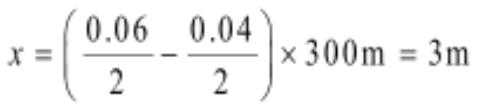 x = ( 0.06/2 − 0.04/2 ) × 300m = 3m